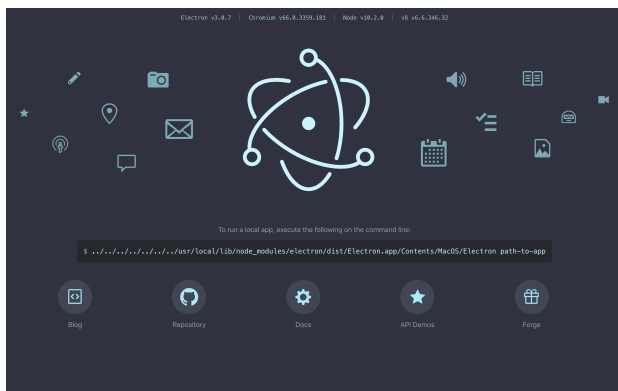 Electron v3.0.7 | Chromium v66.0.3359.181 | Node v10.2.0 | v8 v6.6.346.32
To run a local app, execute the following on the command line:
$ ../../../../../../../usr/local/lib/node_modules/electron/dist/Electron.app/Contents/MacOS/Electron path-to-app
Blog
Repository
Docs
API Demos
Forge